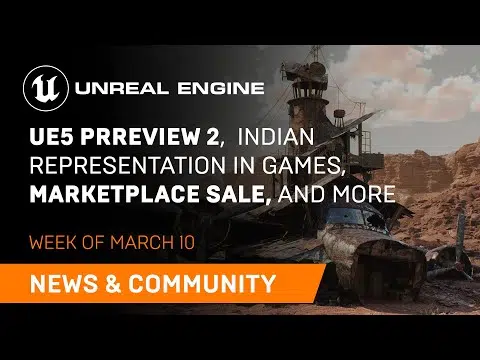 UNREAL ENGINE
UE5 PRREVIEW 2, INDIAN
REPRESENTATION IN GAMES,
MARKETPLACE SALE, AND MORE
WEEK OF MARCH 10
NEWS & COMMUNITY